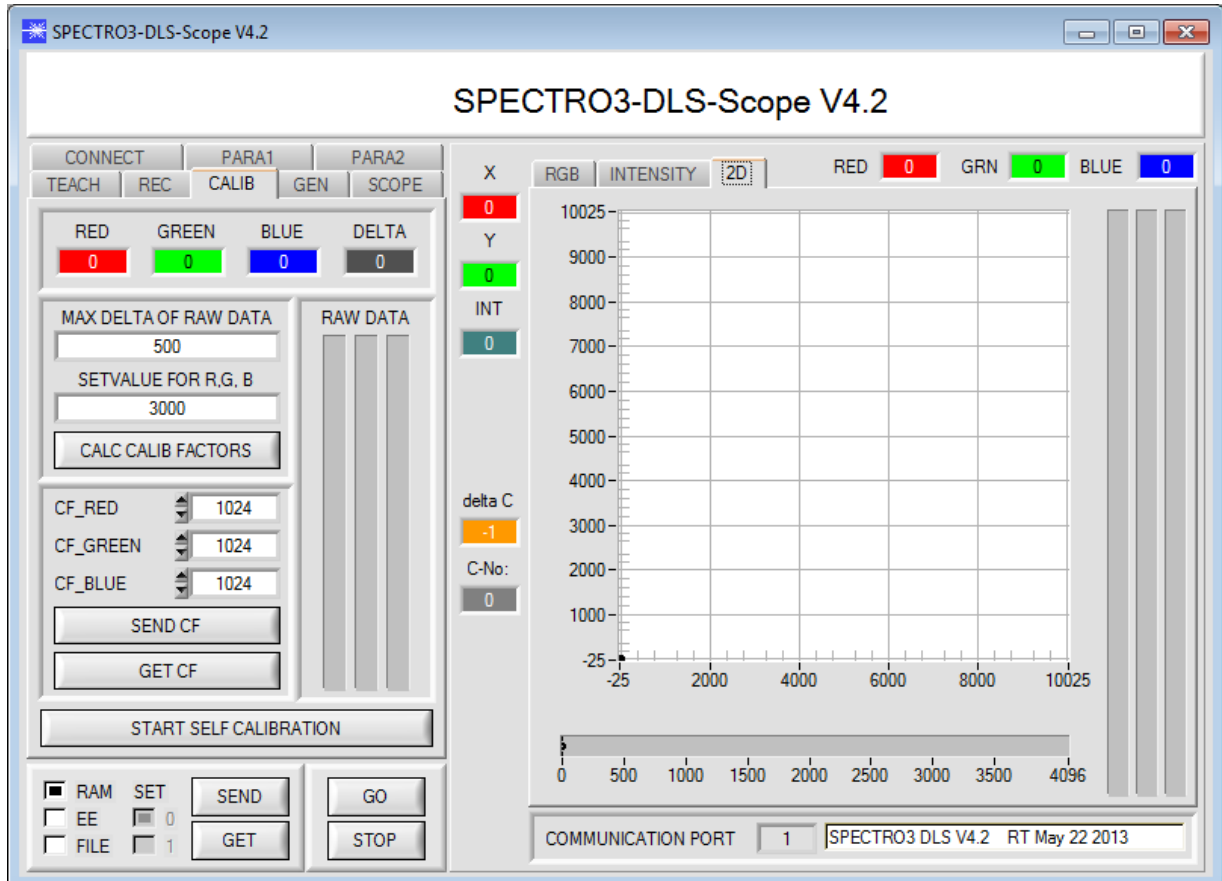 SPECTRO3-DLS-Scope V4.2
SPECTRO3-DLS-Scope V4.2
CONNECT PARA1 PARA2
TEACH REC CALIB GEN SCOPE
RED GREEN BLUE DELTA
0 0 0 0
MAX DELTA OF RAW DATA
500
SETVALUE FOR R,G, B
3000
CALC CALIB FACTORS
RAW DATA
CF_RED 1024
CF_GREEN 1024
CF_BLUE 1024
SEND CF
GET CF
START SELF CALIBRATION
RAM SET SEND
EE 0
FILE 1 GET
GO
STOP
X
0
Y
0
INT
0
delta C
-1
C-No:
0
RGB INTENSITY 2D RED 0 GRN 0 BLUE 0
10025
9000
8000
7000
6000
5000
4000
3000
2000
1000
-25
-25 2000 4000 6000 8000 10025
0 500 1000 1500 2000 2500 3000 3500 4096
COMMUNICATION PORT 1 SPECTRO3 DLS V4.2 RT May 22 2013